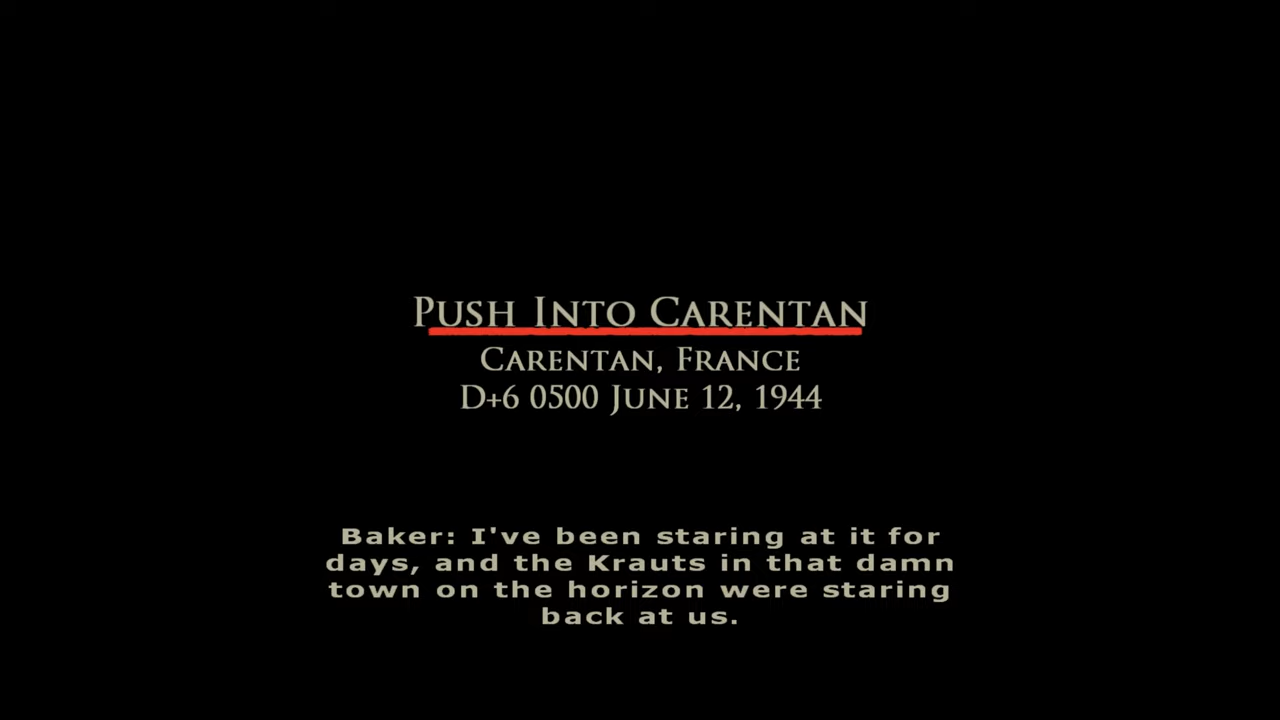 Push Into Carentan
Carentan, France
D+6 0500 June 12, 1944
Baker: I've been staring at it for
days, and the Krauts in that damn
town on the horizon were staring
back at us.